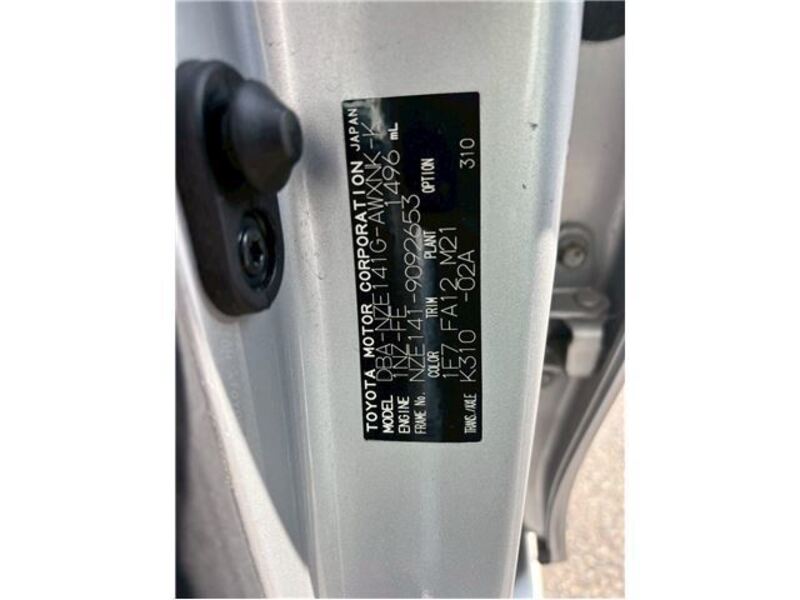 TOYOTA MOTOR CORPORATION JAPAN
MODEL DBA-NZE141G-AWXNK-K
ENGINE 1NZ-FE 1496 mL
FRAME No. NZE141-9092653
COLOR TRIM PLANT OPTION
1E7 FA12 M21 310
TRANS./AXLE K310 -02A